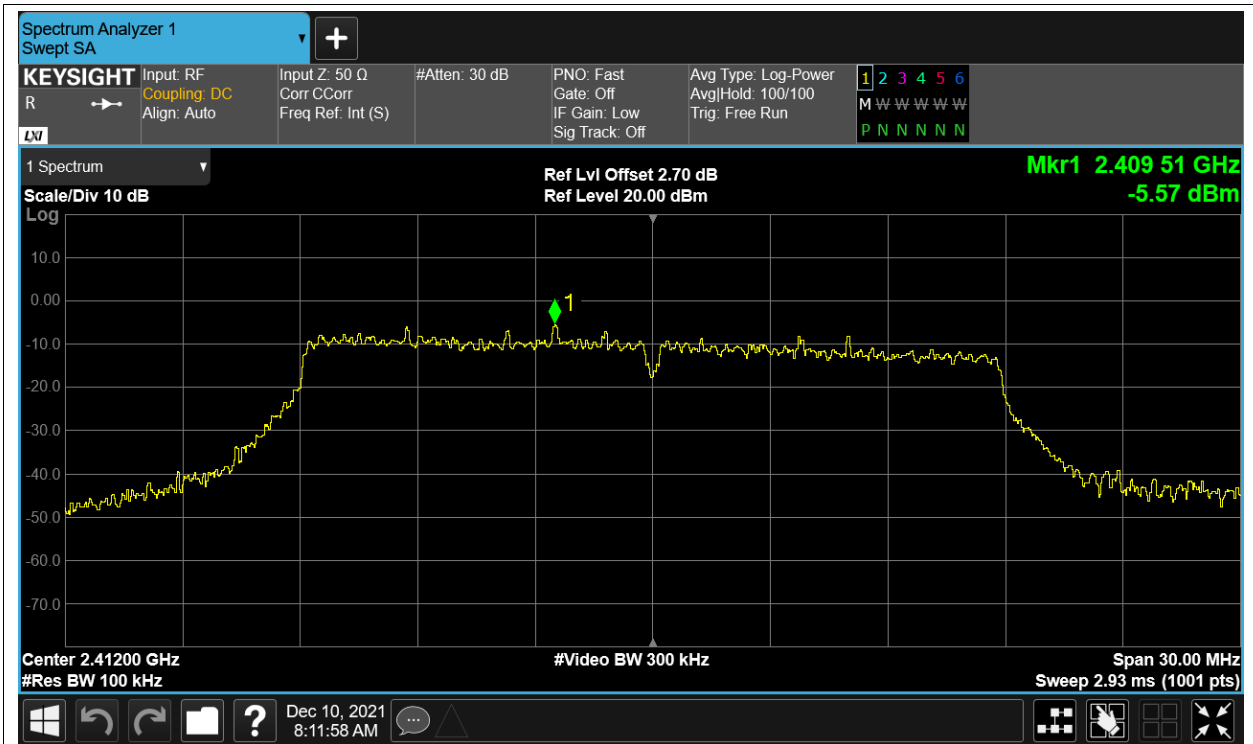 Spectrum Analyzer 1
Swept SA
KEYSIGHT
R
LXI
Input: RF
Coupling: DC
Align: Auto
Input Z: 50 Ω
Corr CCorr
Freq Ref: Int (S)
#Atten: 30 dB
PNO: Fast
Gate: Off
IF Gain: Low
Sig Track: Off
Avg Type: Log-Power
Avg|Hold: 100/100
Trig: Free Run
1 2 3 4 5 6
M W W W W W
P N N N N N
1 Spectrum
Scale/Div 10 dB
Log
Ref Lvl Offset 2.70 dB
Ref Level 20.00 dBm
Mkr1 2.409 51 GHz
-5.57 dBm
10.0
0.00
1
-10.0
-20.0
-30.0
-40.0
-50.0
-60.0
-70.0
Center 2.41200 GHz
#Video BW 300 kHz
Span 30.00 MHz
#Res BW 100 kHz
Sweep 2.93 ms (1001 pts)
?
Dec 10, 2021
8:11:58 AM